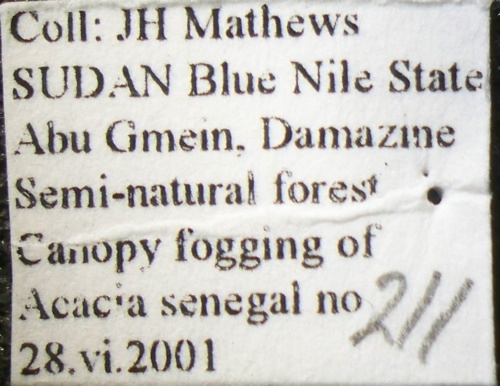 Coll: JH Mathews
SUDAN Blue Nile State
Abu Gmein, Damazine
Semi-natural forest
Canopy fogging of
Acacia senegal no 211
28.vi.2001